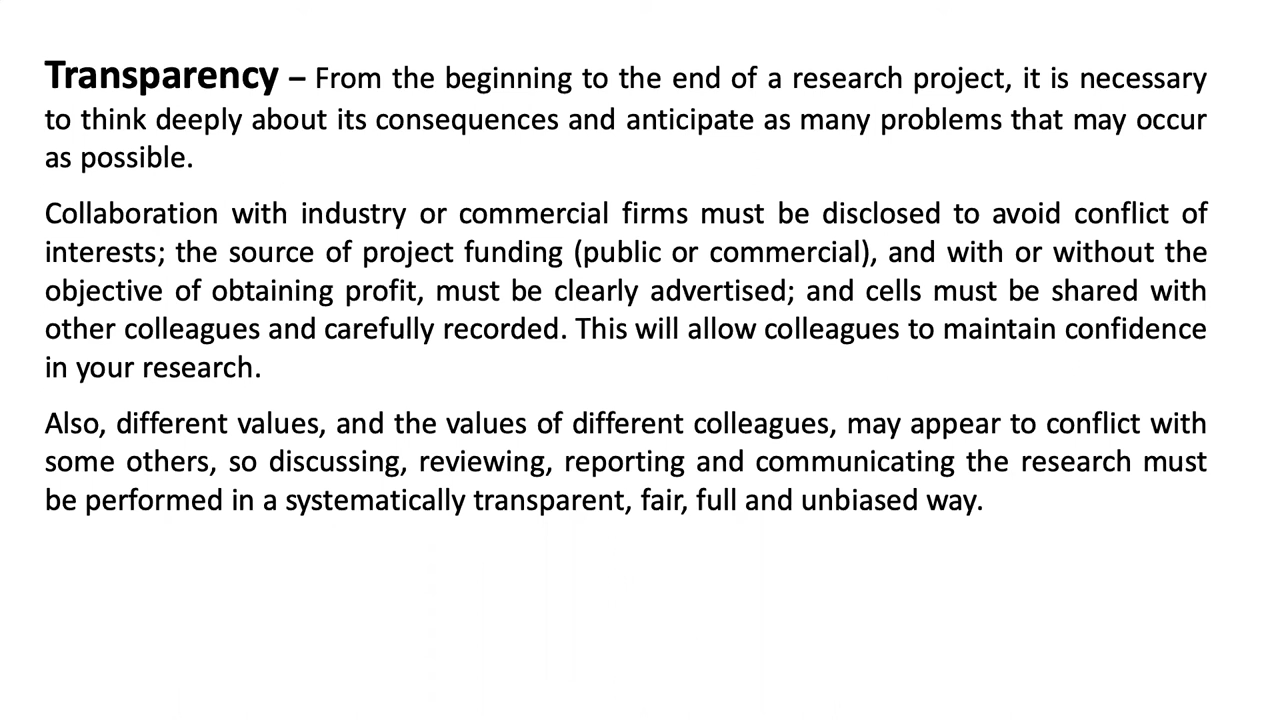 Transparency – From the beginning to the end of a research project, it is necessary
to think deeply about its consequences and anticipate as many problems that may occur
as possible.
Collaboration with industry or commercial firms must be disclosed to avoid conflict of
interests; the source of project funding (public or commercial), and with or without the
objective of obtaining profit, must be clearly advertised; and cells must be shared with
other colleagues and carefully recorded. This will allow colleagues to maintain confidence
in your research.
Also, different values, and the values of different colleagues, may appear to conflict with
some others, so discussing, reviewing, reporting and communicating the research must
be performed in a systematically transparent, fair, full and unbiased way.